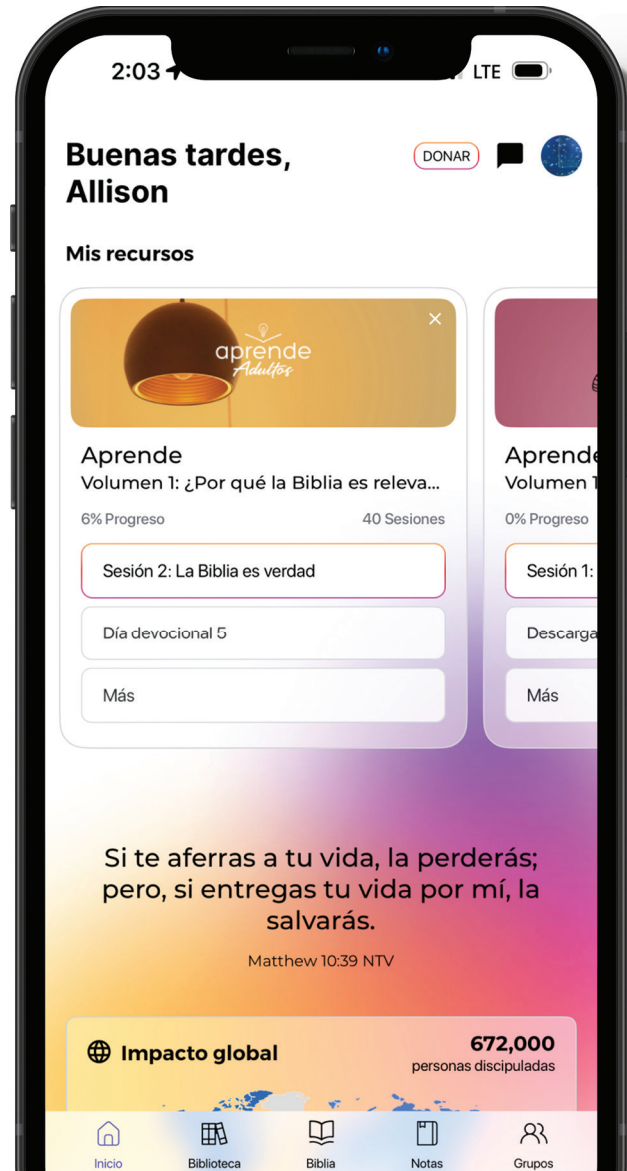 2:03
LTE
Buenas tardes,
Allison
DONAR
Mis recursos
aprende
Adultos
Aprende
Volumen 1: ¿Por qué la Biblia es releva...
6% Progreso
40 Sesiones
Sesión 2: La Biblia es verdad
Día devocional 5
Más
Aprende
Volumen 1
0% Progreso
Sesión 1:
Descarga
Más
Si te aferras a tu vida, la perderás;
pero, si entregas tu vida por mí, la
salvarás.
Matthew 10:39 NTV
Impacto global
672,000
personas discipuladas
Inicio
Biblioteca
Biblia
Notas
Grupos